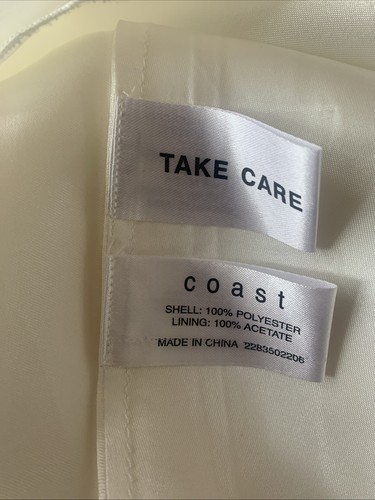 TAKE CARE
coast
SHELL: 100% POLYESTER
LINING: 100% ACETATE
MADE IN CHINA 2283502206